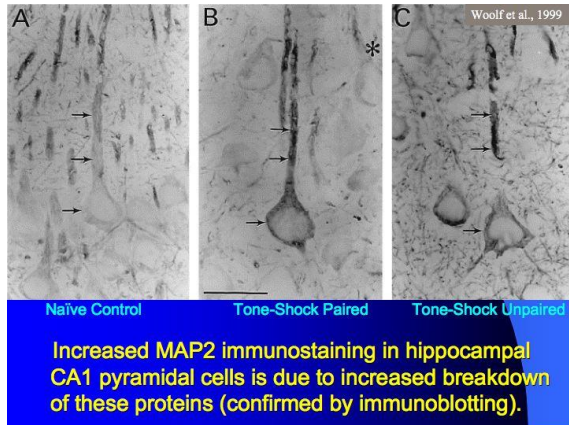 A
B
C
Woolf et al., 1999
*
Naïve Control
Tone-Shock Paired
Tone-Shock Unpaired
Increased MAP2 immunostaining in hippocampal
CA1 pyramidal cells is due to increased breakdown
of these proteins (confirmed by immunoblotting).